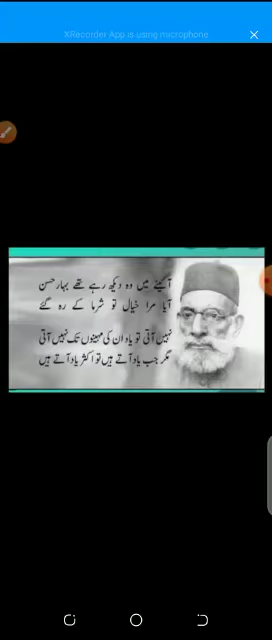 XRecorder App is using microphone
آئینے میں وہ دیکھ رہے تھے بہار حسن
آیا مرا خیال تو شرما کے رہ گئے
نہیں آتی تو یاد ان کی مہینوں تک نہیں آتی
مگر جب یاد آتے ہیں تو اکثر یاد آتے ہیں